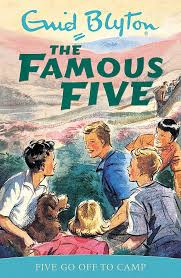 Enid Blyton
THE
FAMOUS
FIVE
FIVE GO OFF TO CAMP